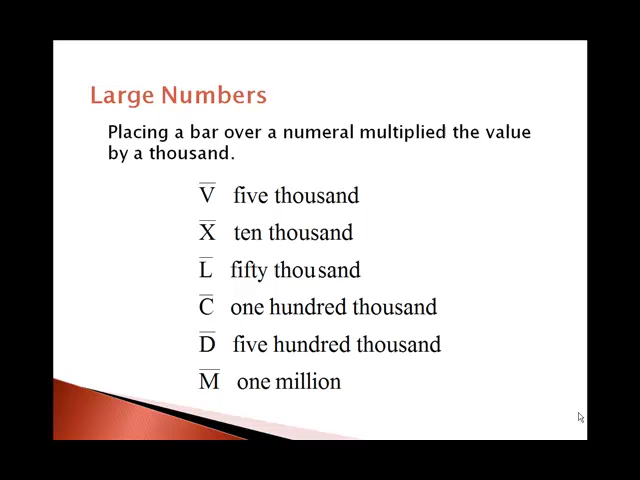 Large Numbers
Placing a bar over a numeral multiplied the value
by a thousand.
V̅ five thousand
X̅ ten thousand
L̅ fifty thousand
C̅ one hundred thousand
D̅ five hundred thousand
M̅ one million